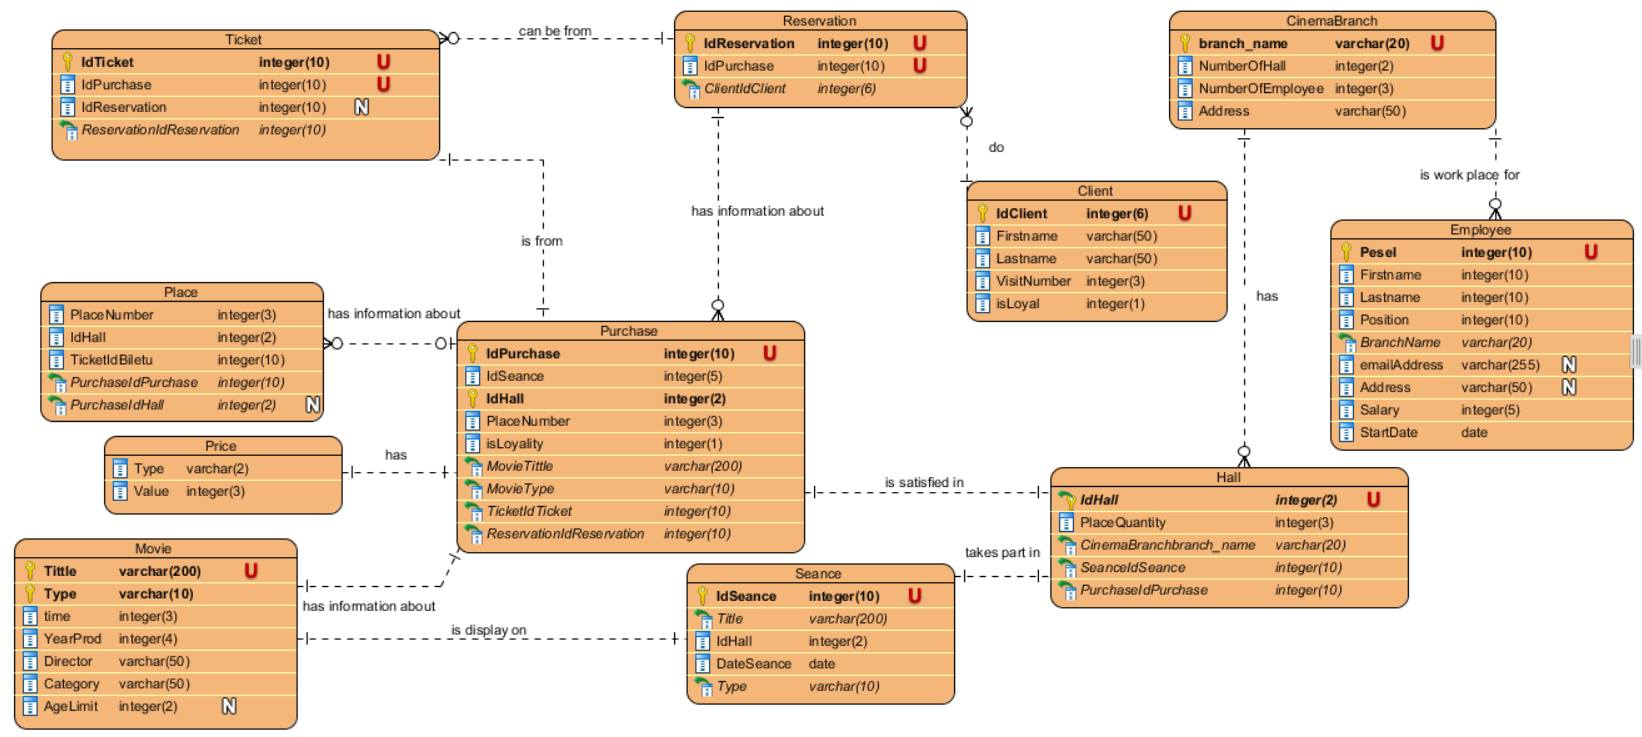 Ticket
IdTicket integer(10) U
IdPurchase integer(10) U
IdReservation integer(10) N
ReservationIdReservation integer(10)
can be from
Reservation
IdReservation integer(10) U
IdPurchase integer(10) U
ClientIdClient integer(6)
CinemaBranch
branch_name varchar(20) U
NumberOfHall integer(2)
NumberOfEmployee integer(3)
Address varchar(50)
do
is work place for
has information about
is from
has
Client
IdClient integer(6) U
Firstname varchar(50)
Lastname varchar(50)
VisitNumber integer(3)
isLoyal integer(1)
Employee
Pesel integer(10) U
Firstname integer(10)
Lastname integer(10)
Position integer(10)
BranchName varchar(20)
emailAddress varchar(255) N
Address varchar(50) N
Salary integer(5)
StartDate date
Place
PlaceNumber integer(3)
IdHall integer(2)
TicketIdBiletu integer(10)
PurchaseIdPurchase integer(10)
PurchaseIdHall integer(2) N
has information about
Purchase
IdPurchase integer(10) U
IdSeance integer(5)
IdHall integer(2)
PlaceNumber integer(3)
isLoyality integer(1)
MovieTittle varchar(200)
MovieType varchar(10)
TicketIdTicket integer(10)
ReservationIdReservation integer(10)
Price
Type varchar(2)
Value integer(3)
has
is satisfied in
Hall
IdHall integer(2) U
PlaceQuantity integer(3)
CinemaBranchbranch_name varchar(20)
SeanceIdSeance integer(10)
PurchaseIdPurchase integer(10)
takes part in
Movie
Tittle varchar(200) U
Type varchar(10)
time integer(3)
YearProd integer(4)
Director varchar(50)
Category varchar(50)
AgeLimit integer(2) N
has information about
is display on
Seance
IdSeance integer(10) U
Title varchar(200)
IdHall integer(2)
DateSeance date
Type varchar(10)